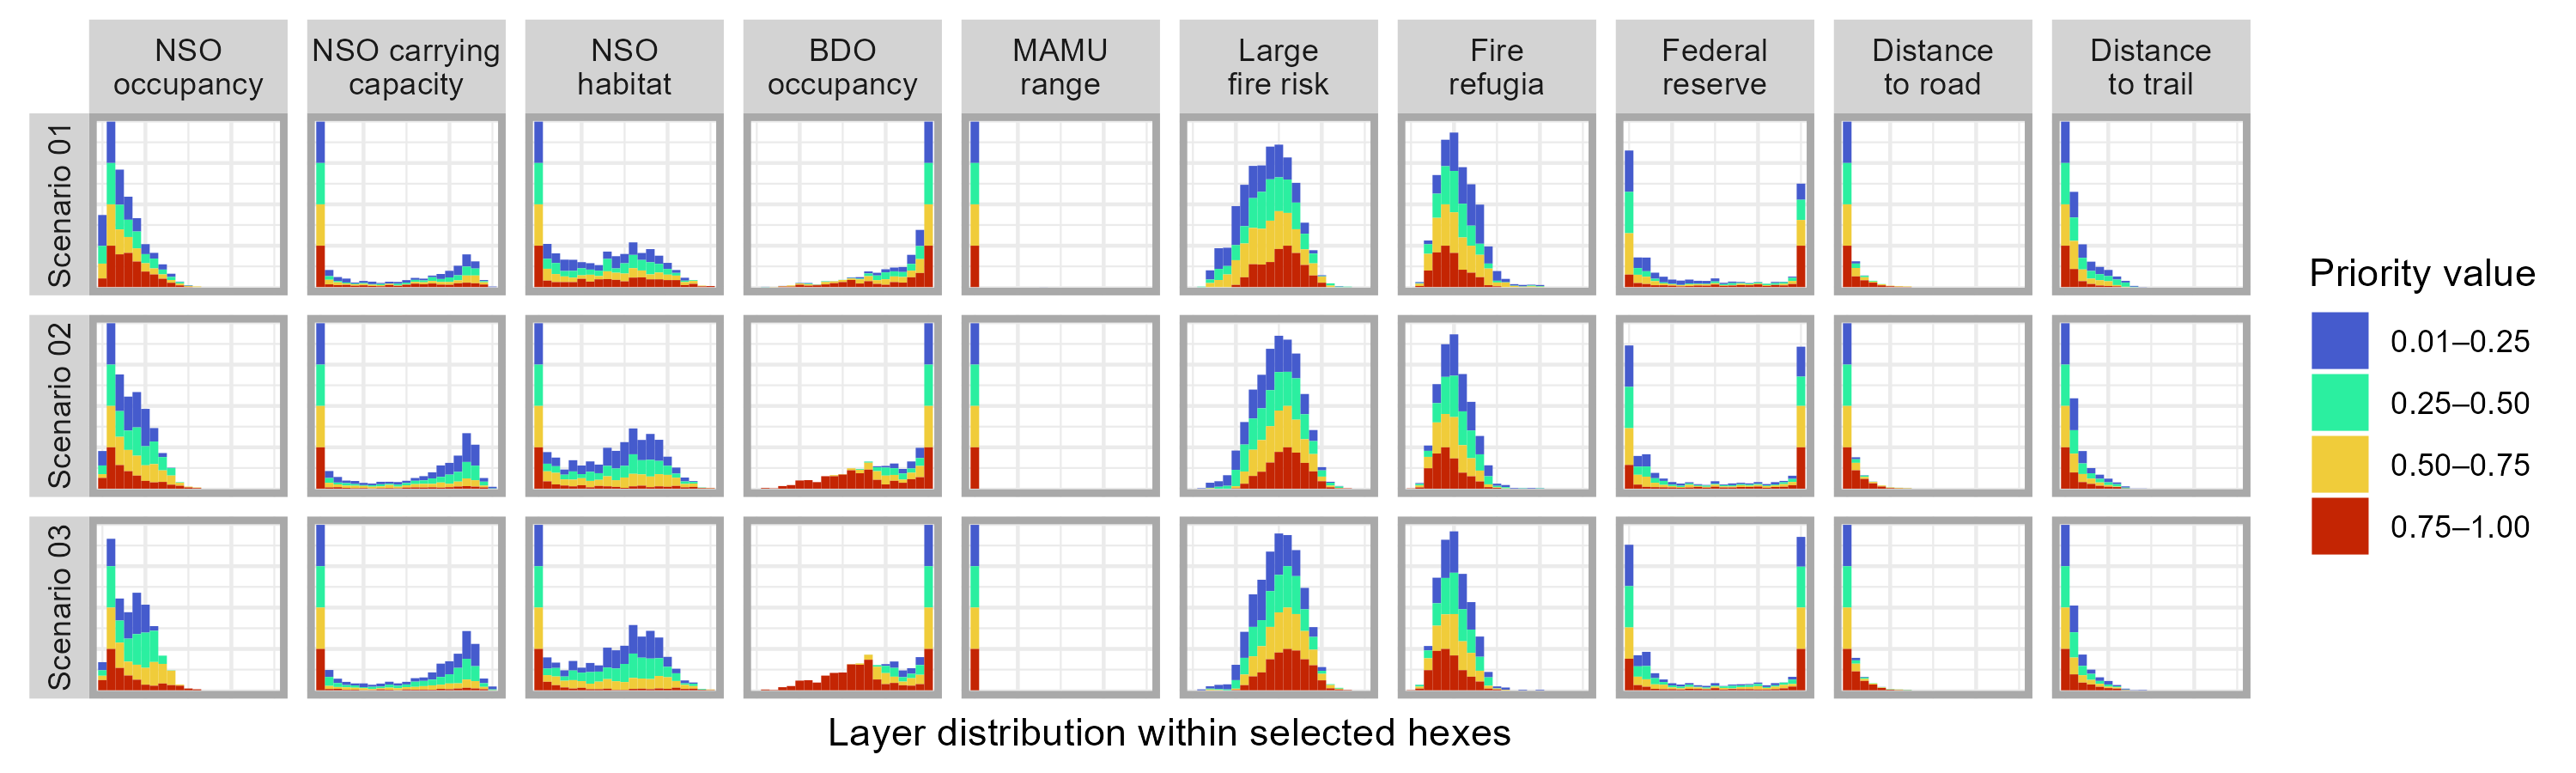 NSO
occupancy
NSO carrying
capacity
NSO
habitat
BDO
occupancy
MAMU
range
Large
fire risk
Fire
refugia
Federal
reserve
Distance
to road
Distance
to trail
Scenario 01
Scenario 02
Scenario 03
Layer distribution within selected hexes
Priority value
0.01–0.25
0.25–0.50
0.50–0.75
0.75–1.00